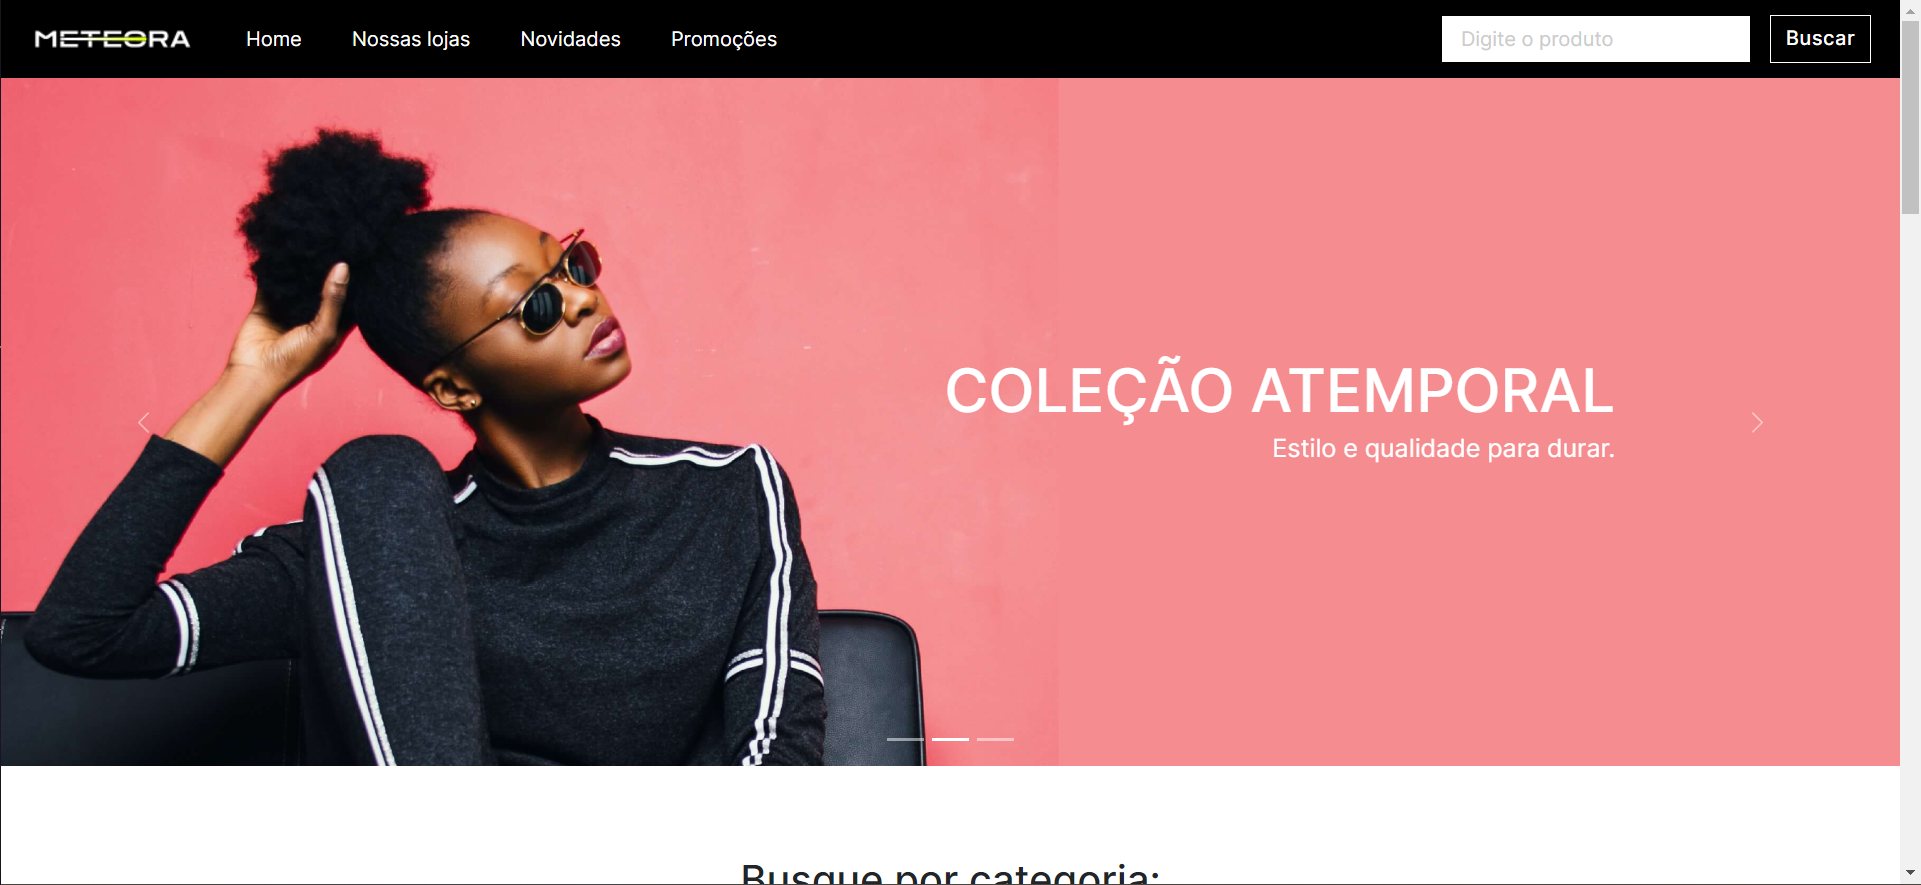 METEORA
Home
Nossas lojas
Novidades
Promoções
Digite o produto
Buscar
COLEÇÃO ATEMPORAL
Estilo e qualidade para durar.
Busque por categoria: